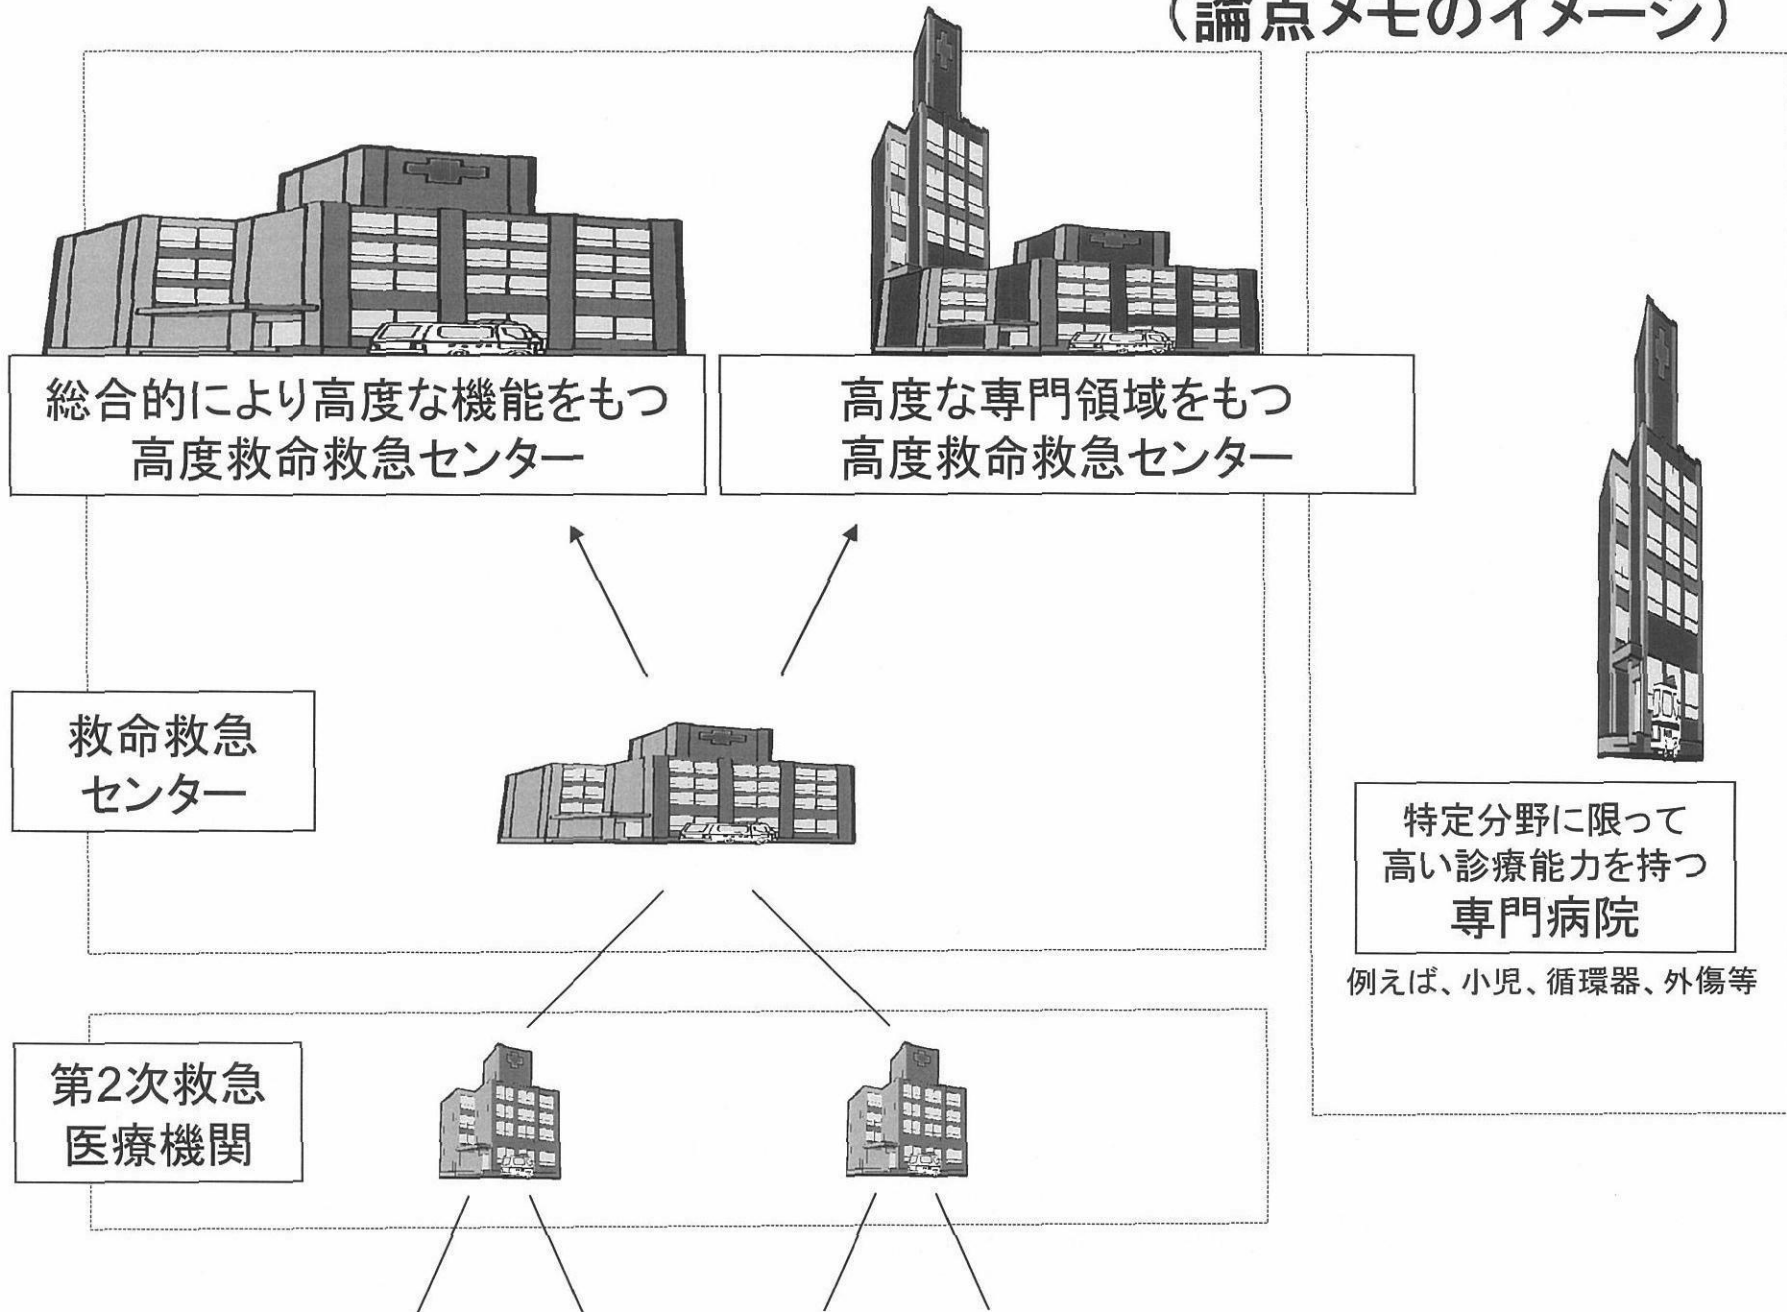 (論点メモのイメージ)
総合的により高度な機能をもつ
高度救命救急センター
高度な専門領域をもつ
高度救命救急センター
救命救急
センター
特定分野に限って
高い診療能力を持つ
専門病院
例えば、小児、循環器、外傷等
第2次救急
医療機関